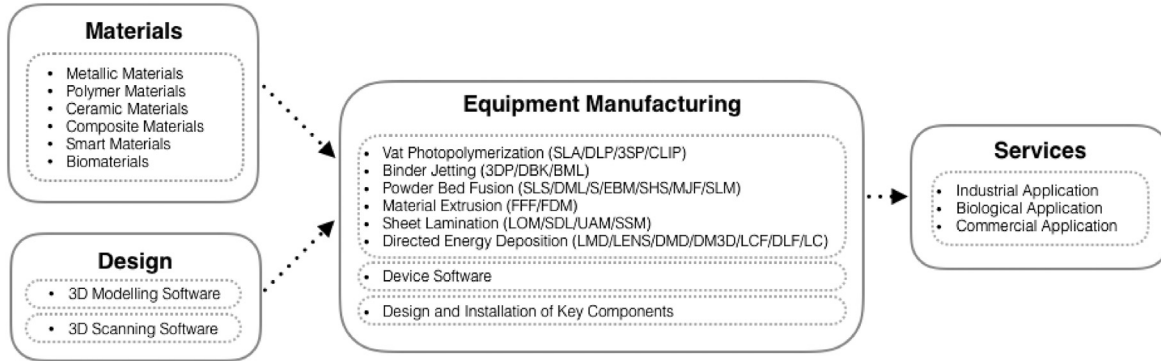 Materials
• Metallic Materials
• Polymer Materials
• Ceramic Materials
• Composite Materials
• Smart Materials
• Biomaterials
Design
• 3D Modelling Software
• 3D Scanning Software
Equipment Manufacturing
• Vat Photopolymerization (SLA/DLP/3SP/CLIP)
• Binder Jetting (3DP/DBK/BML)
• Powder Bed Fusion (SLS/DML/S/EBM/SHS/MJF/SLM)
• Material Extrusion (FFF/FDM)
• Sheet Lamination (LOM/SDL/UAM/SSM)
• Directed Energy Deposition (LMD/LENS/DMD/DM3D/LCF/DLF/LC)
• Device Software
• Design and Installation of Key Components
Services
• Industrial Application
• Biological Application
• Commercial Application